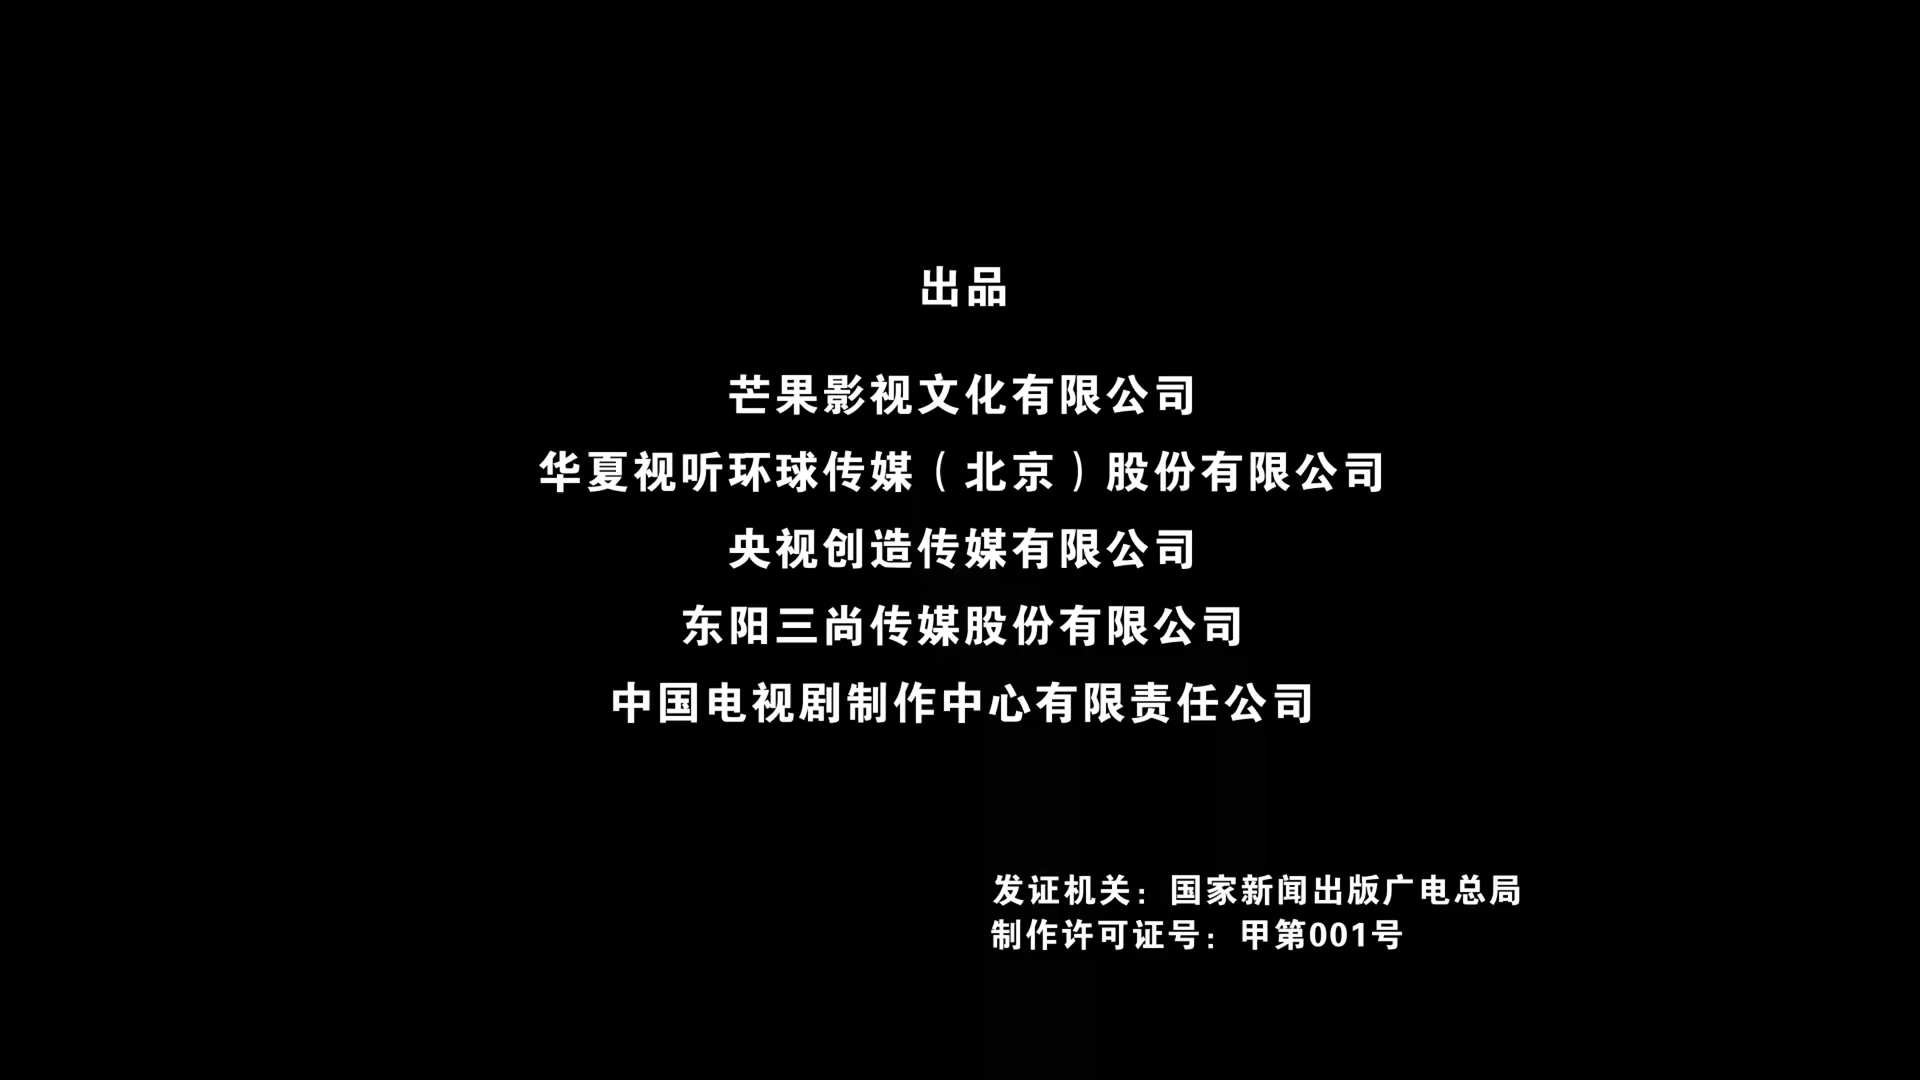 出品
芒果影视文化有限公司
华夏视听环球传媒（北京）股份有限公司
央视创造传媒有限公司
东阳三尚传媒股份有限公司
中国电视剧制作中心有限责任公司
发证机关：国家新闻出版广电总局
制作许可证号：甲第001号